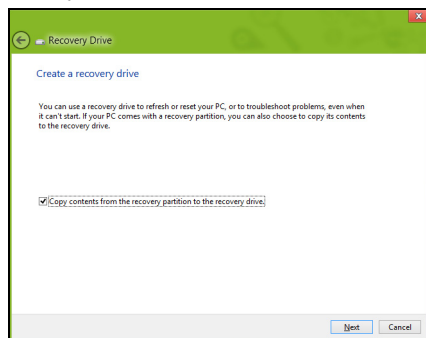 Recovery Drive
Create a recovery drive
You can use a recovery drive to refresh or reset your PC, or to troubleshoot problems, even when
it can't start. If your PC comes with a recovery partition, you can also choose to copy its contents
to the recovery drive.
Copy contents from the recovery partition to the recovery drive.
Next Cancel